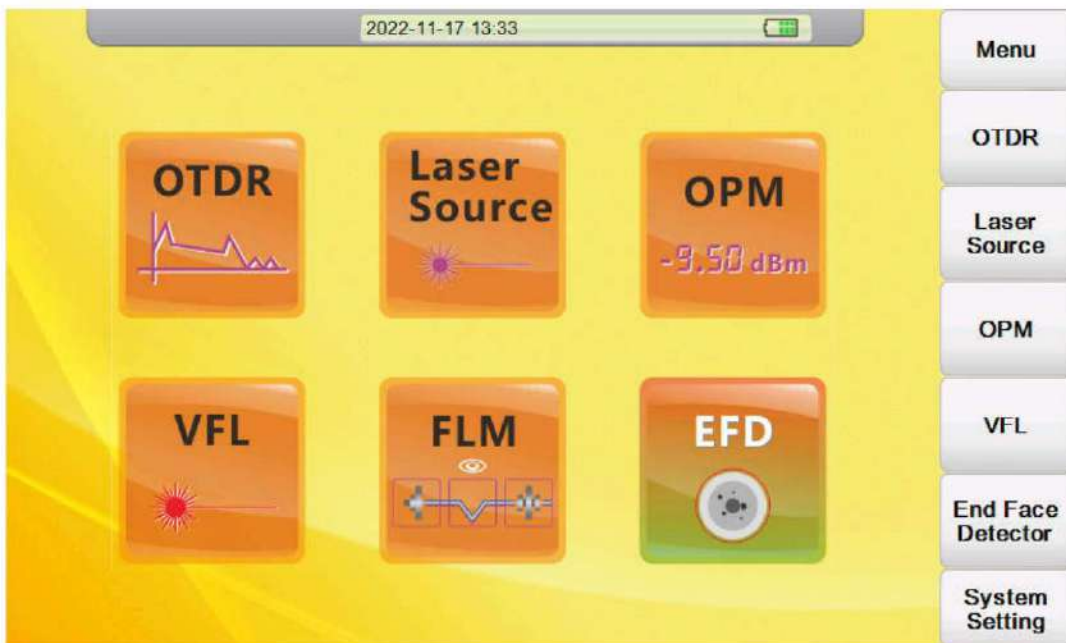 2022-11-17 13:33
OTDR
Laser
Source
OPM
-9.50 dBm
VFL
FLM
EFD
Menu
OTDR
Laser
Source
OPM
VFL
End Face
Detector
System
Setting